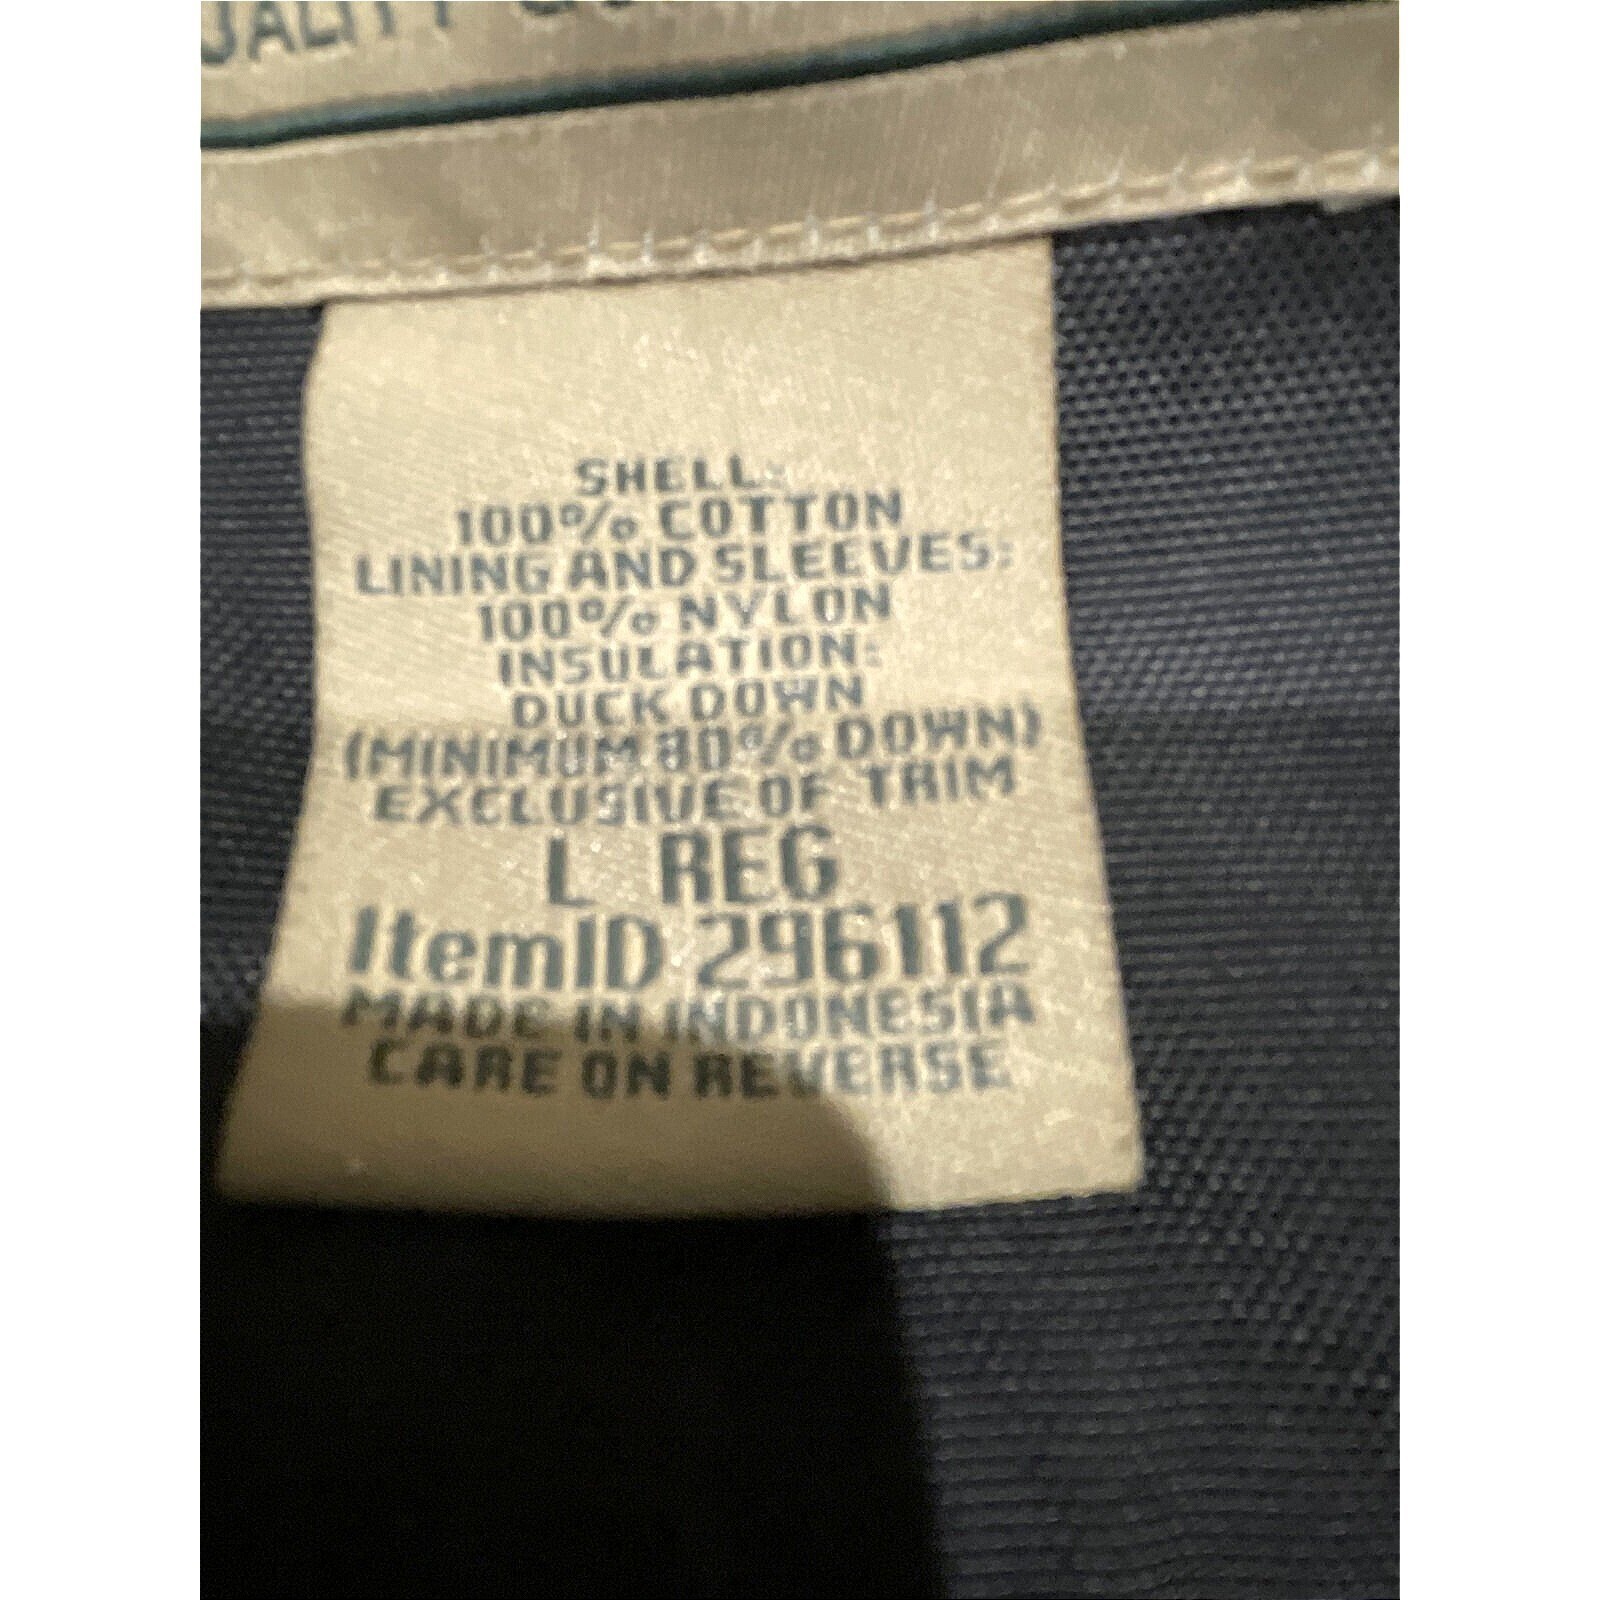 SHELL:
100% COTTON
LINING AND SLEEVES:
100% NYLON
INSULATION:
DUCK DOWN
(MINIMUM 80% DOWN)
EXCLUSIVE OF TRIM
L REG
ItemID 296112
MADE IN INDONESIA
CARE ON REVERSE